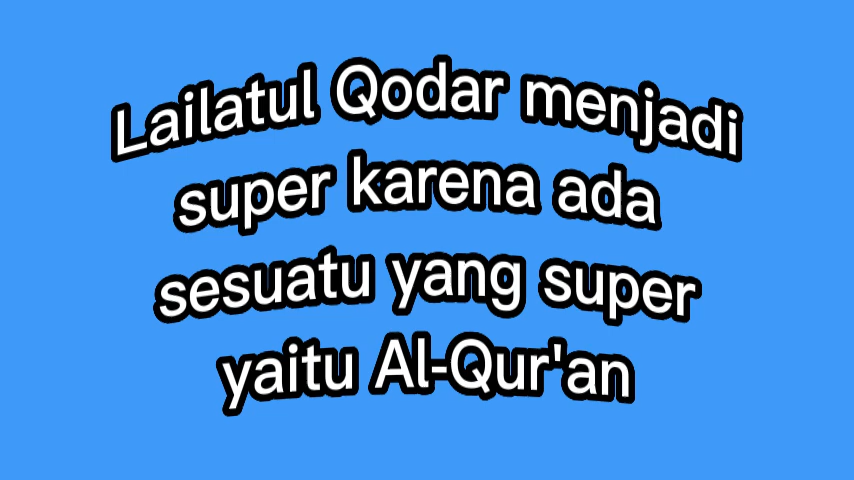 Lailatul Qodar menjadi
super karena ada
sesuatu yang super
yaitu Al-Qur'an